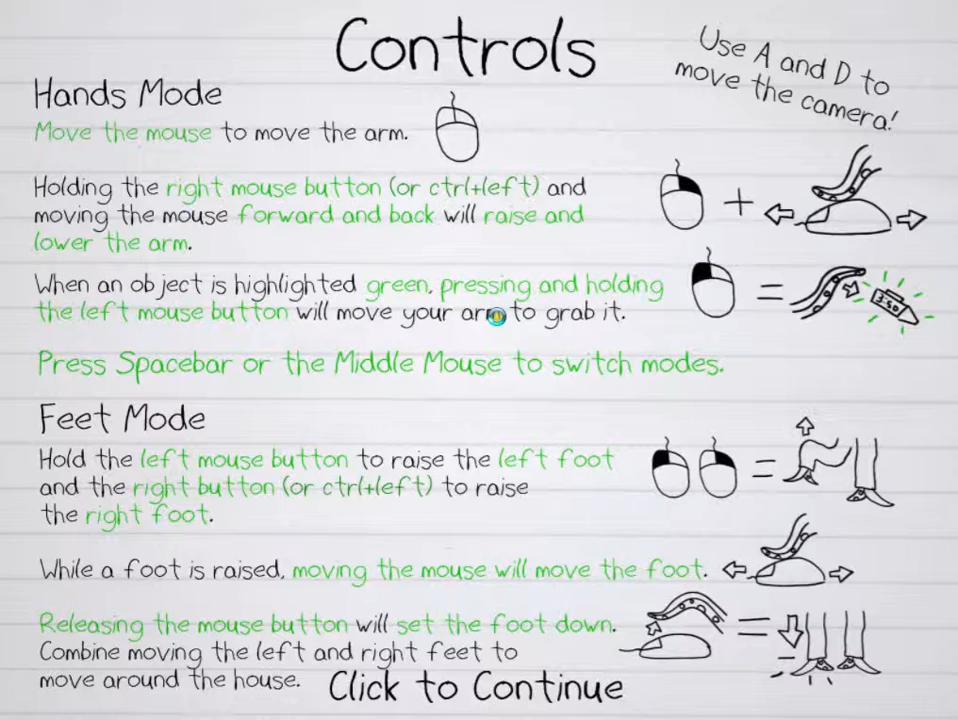 Controls
Use A and D to
move the camera!
Hands Mode
Move the mouse to move the arm.
Holding the right mouse button (or ctrl+left) and
moving the mouse forward and back will raise and
lower the arm.
When an object is highlighted green, pressing and holding
the left mouse button will move your arm to grab it.
3:50
Press Spacebar or the Middle Mouse to switch modes.
Feet Mode
Hold the left mouse button to raise the left foot
and the right button (or ctrl+left) to raise
the right foot.
While a foot is raised, moving the mouse will move the foot.
Releasing the mouse button will set the foot down.
Combine moving the left and right feet to
move around the house.
Click to Continue